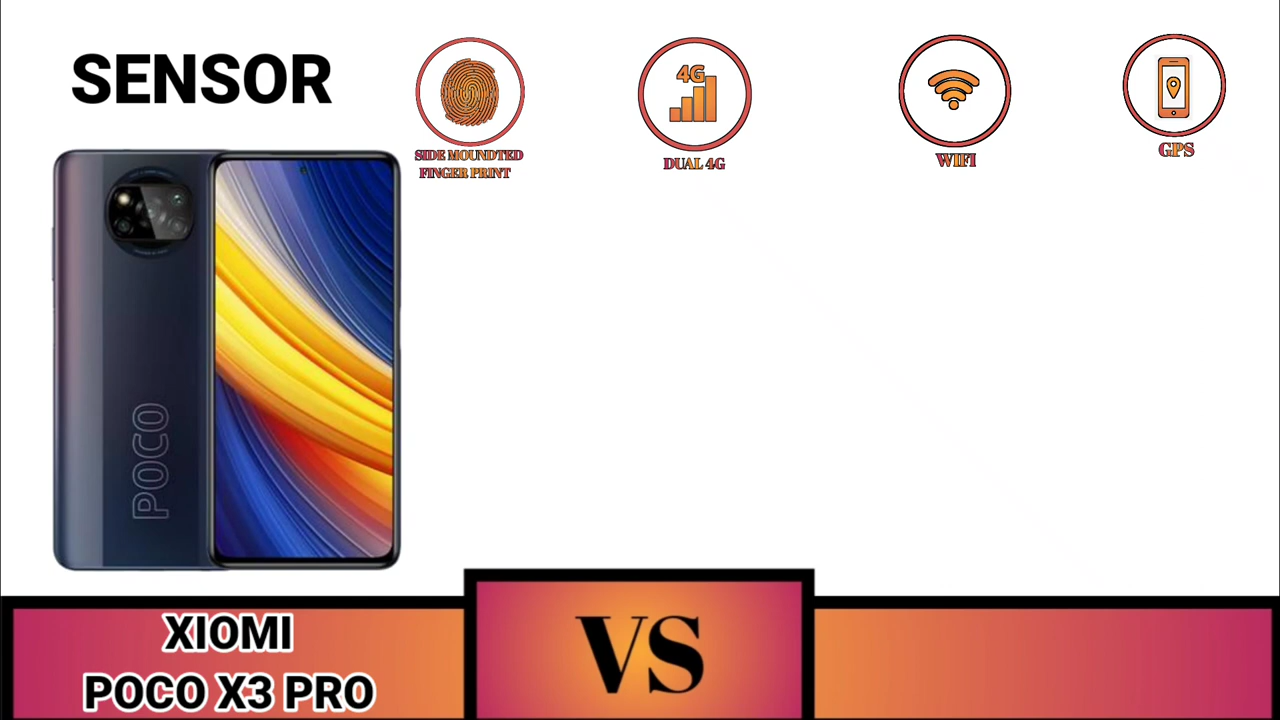 SENSOR
4G
SIDE MOUNDTED
FINGER PRINT
DUAL 4G
WIFI
GPS
POCO
XIOMI
POCO X3 PRO
VS